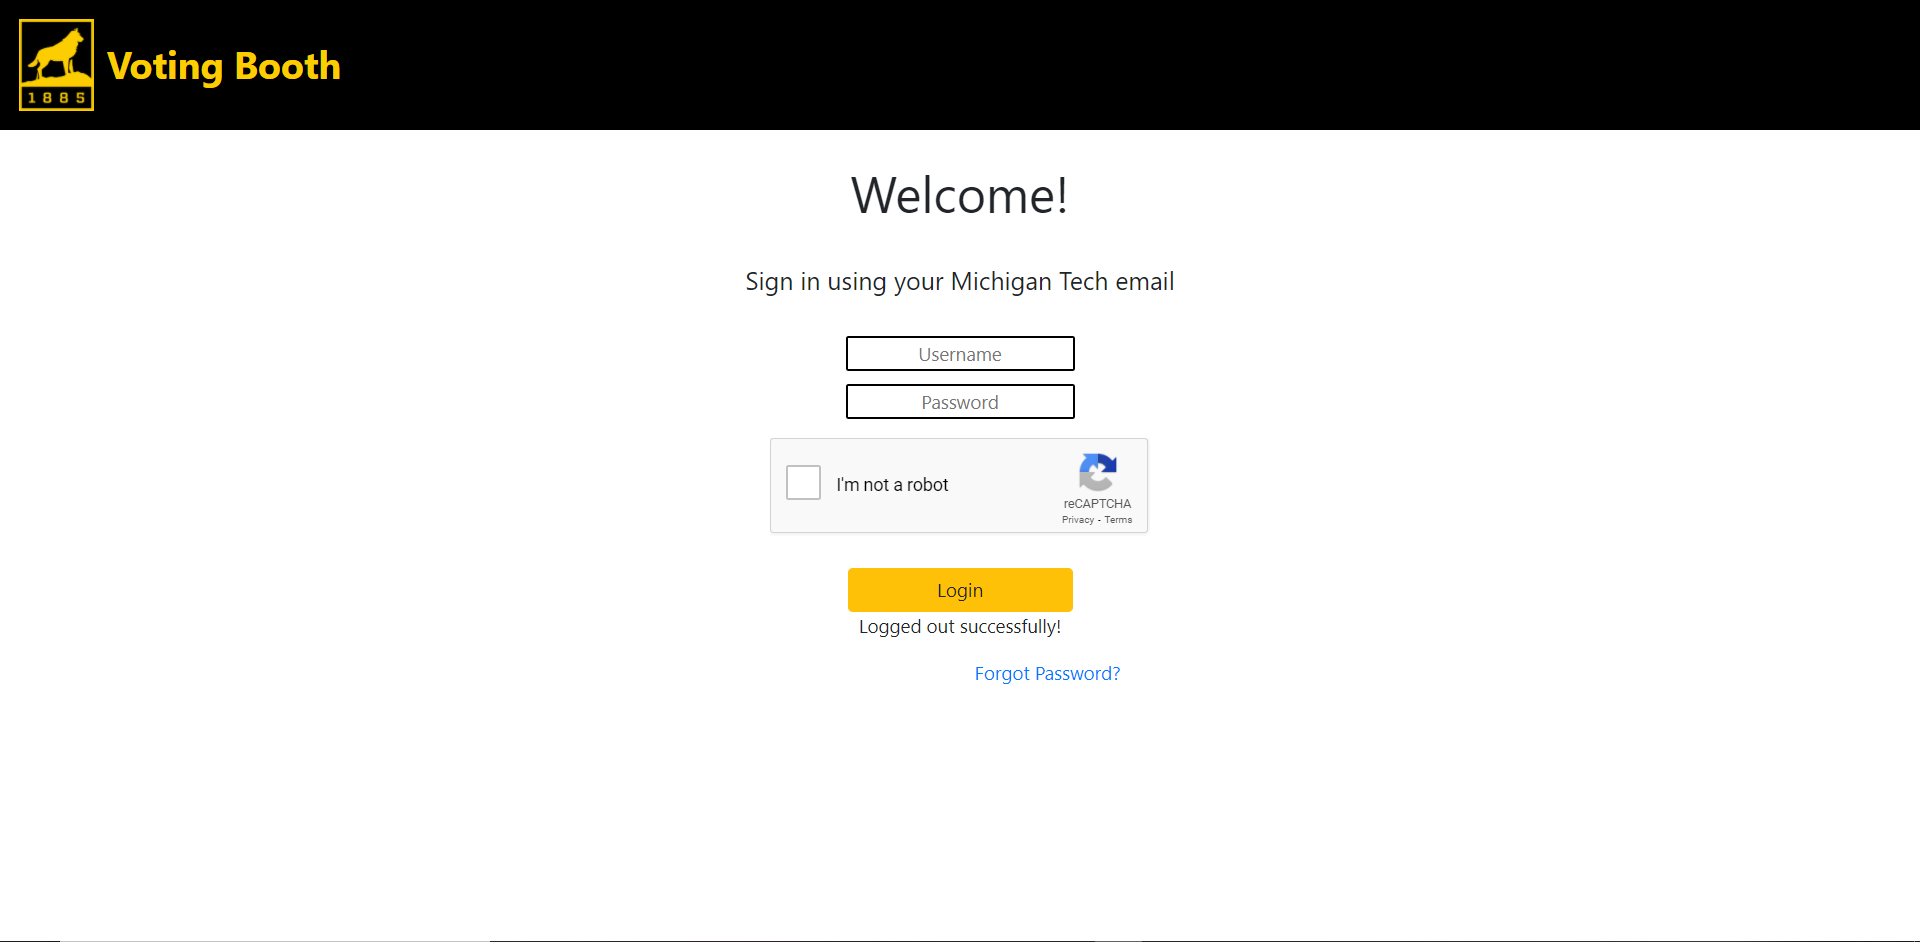 1885
Voting Booth
Welcome!
Sign in using your Michigan Tech email
Username
Password
I'm not a robot
reCAPTCHA
Privacy - Terms
Login
Logged out successfully!
Forgot Password?